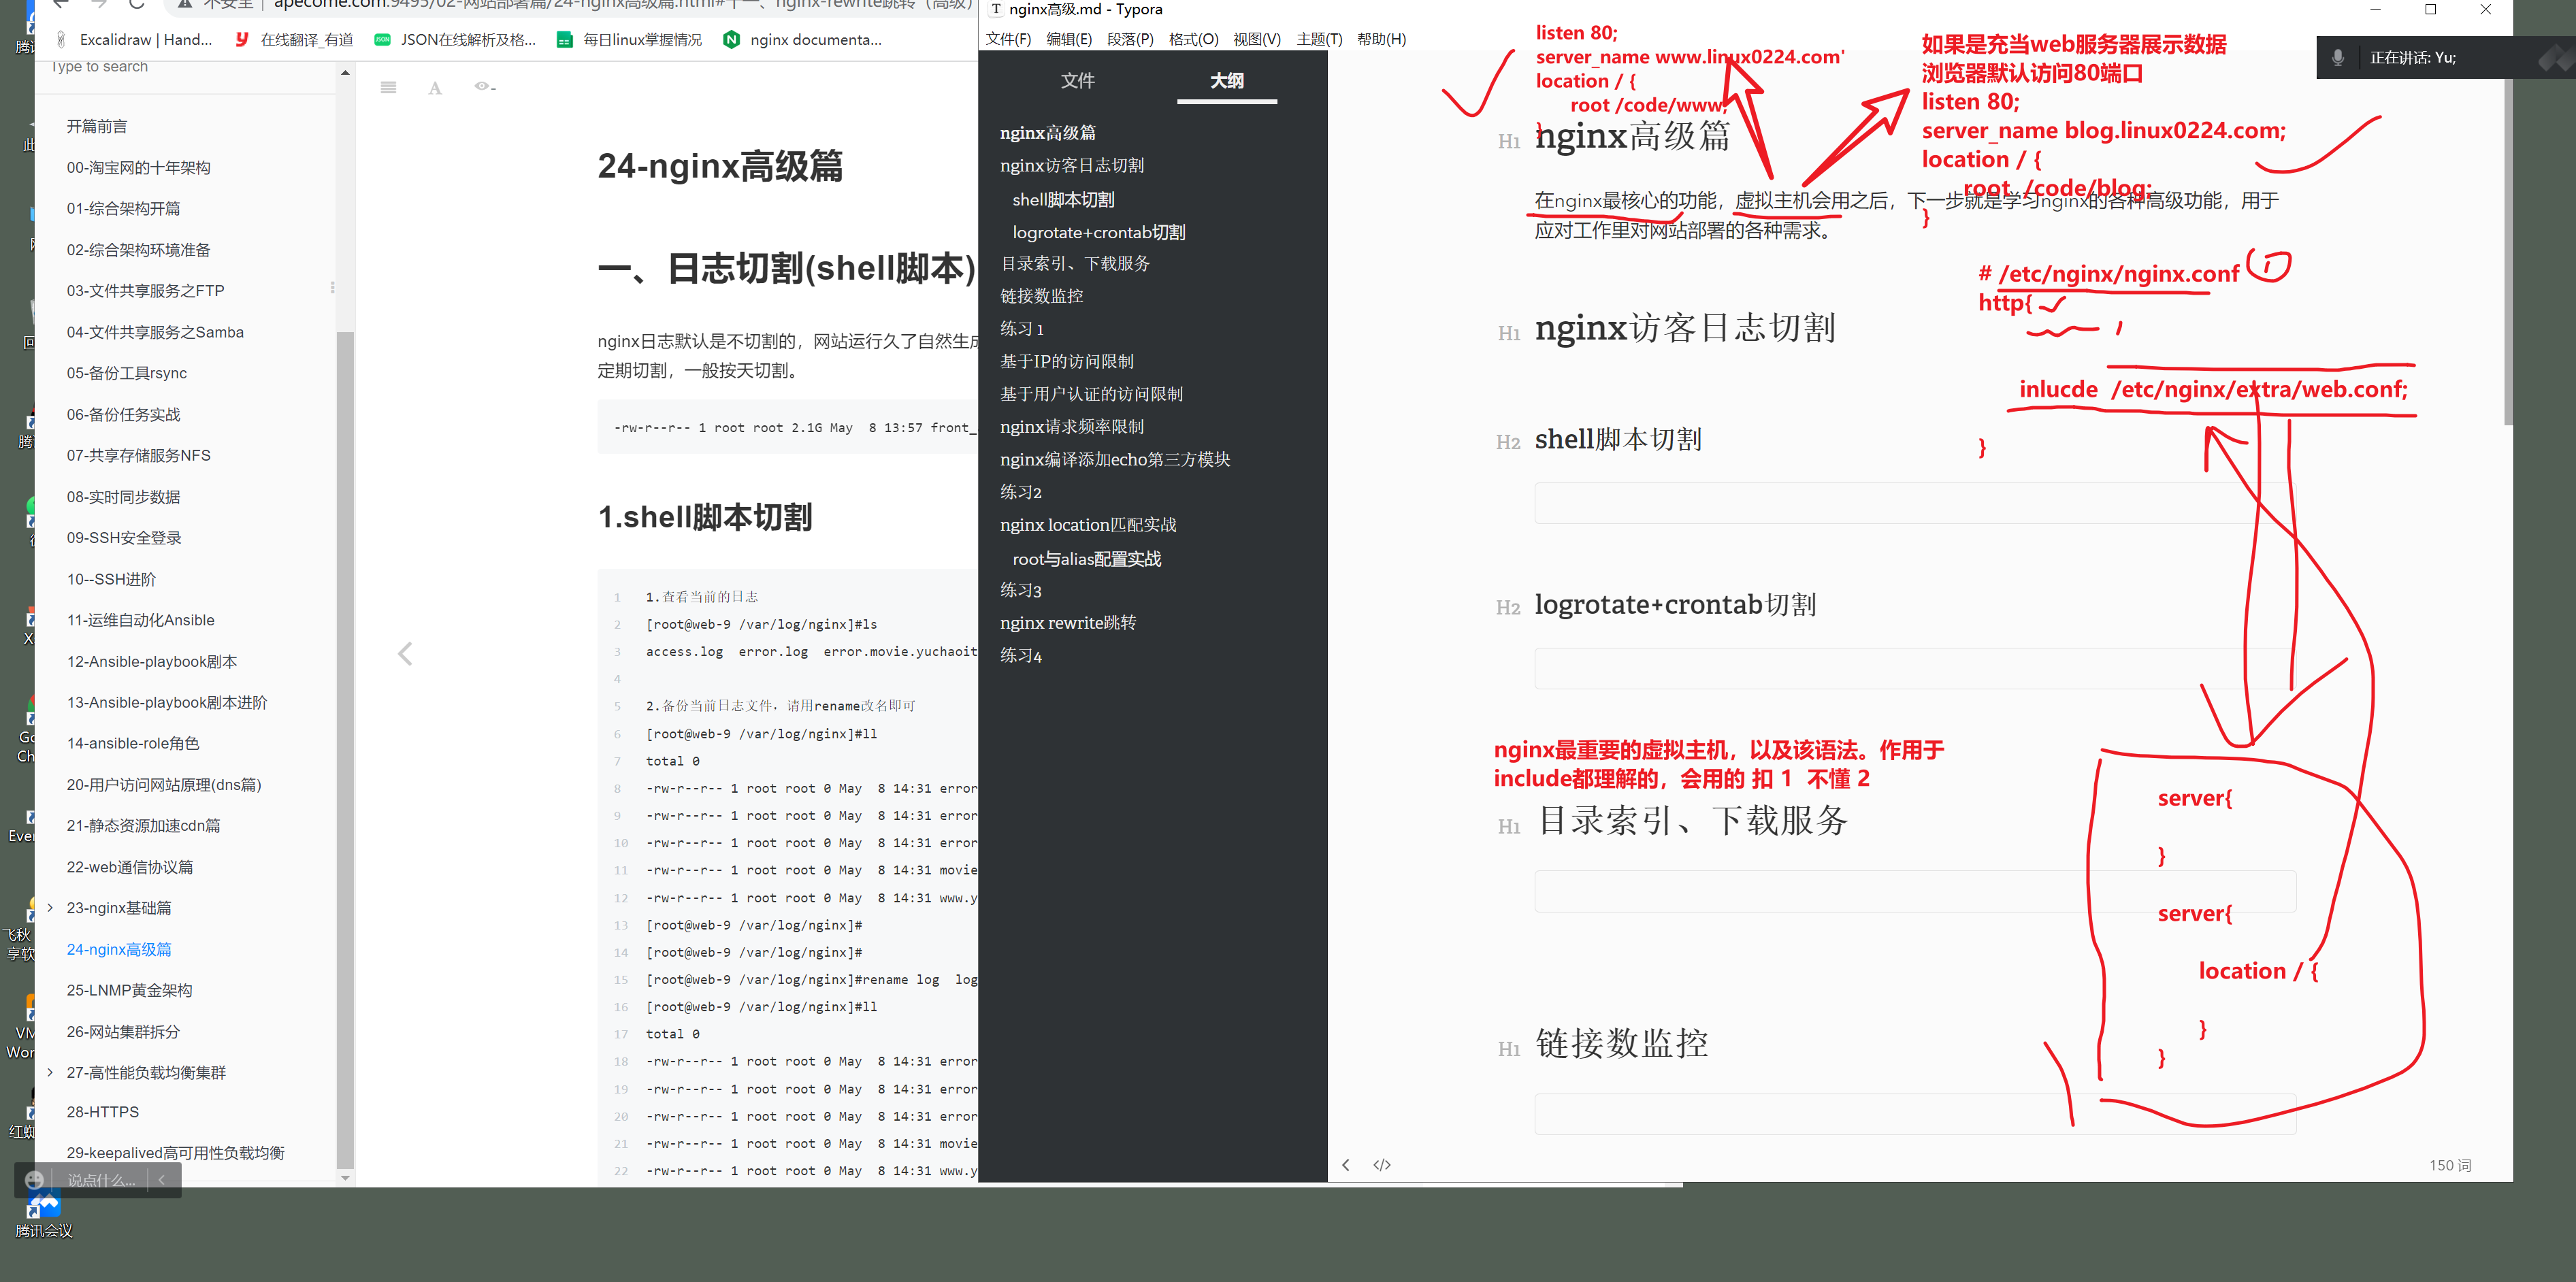 不安全 | apecome.com:9495/02-网站部署篇/24-nginx高级篇.html#十一、nginx-rewrite跳转（高级）
Excalidraw | Hand...
在线翻译_有道
JSON在线解析及格...
每日linux掌握情况
nginx documenta...
Type to search
开篇前言
00-淘宝网的十年架构
01-综合架构开篇
02-综合架构环境准备
03-文件共享服务之FTP
04-文件共享服务之Samba
05-备份工具rsync
06-备份任务实战
07-共享存储服务NFS
08-实时同步数据
09-SSH安全登录
10--SSH进阶
11-运维自动化Ansible
12-Ansible-playbook剧本
13-Ansible-playbook剧本进阶
14-ansible-role角色
20-用户访问网站原理(dns篇)
21-静态资源加速cdn篇
22-web通信协议篇
23-nginx基础篇
24-nginx高级篇
25-LNMP黄金架构
26-网站集群拆分
27-高性能负载均衡集群
28-HTTPS
29-keepalived高可用性负载均衡
说点什么...
腾讯会议
A
24-nginx高级篇
一、日志切割(shell脚本)
nginx日志默认是不切割的，网站运行久了自然生成
定期切割，一般按天切割。
-rw-r--r-- 1 root root 2.1G May  8 13:57 front_
1.shell脚本切割
1 1.查看当前的日志
2 [root@web-9 /var/log/nginx]#ls
3 access.log  error.log  error.movie.yuchaoit
4
5 2.备份当前日志文件，请用rename改名即可
6 [root@web-9 /var/log/nginx]#ll
7 total 0
8 -rw-r--r-- 1 root root 0 May  8 14:31 error
9 -rw-r--r-- 1 root root 0 May  8 14:31 error
10 -rw-r--r-- 1 root root 0 May  8 14:31 error
11 -rw-r--r-- 1 root root 0 May  8 14:31 movie
12 -rw-r--r-- 1 root root 0 May  8 14:31 www.y
13 [root@web-9 /var/log/nginx]#
14 [root@web-9 /var/log/nginx]#
15 [root@web-9 /var/log/nginx]#rename log  log
16 [root@web-9 /var/log/nginx]#ll
17 total 0
18 -rw-r--r-- 1 root root 0 May  8 14:31 error
19 -rw-r--r-- 1 root root 0 May  8 14:31 error
20 -rw-r--r-- 1 root root 0 May  8 14:31 error
21 -rw-r--r-- 1 root root 0 May  8 14:31 movie
22 -rw-r--r-- 1 root root 0 May  8 14:31 www.y
T nginx高级.md - Typora
文件(F) 编辑(E) 段落(P) 格式(O) 视图(V) 主题(T) 帮助(H)
文件 大纲
nginx高级篇
nginx访客日志切割
shell脚本切割
logrotate+crontab切割
目录索引、下载服务
链接数监控
练习 1
基于IP的访问限制
基于用户认证的访问限制
nginx请求频率限制
nginx编译添加echo第三方模块
练习2
nginx location匹配实战
root与alias配置实战
练习3
nginx rewrite跳转
练习4
listen 80;
server_name www.linux0224.com'
location / {
root /code/www;
}
如果是充当web服务器展示数据
浏览器默认访问80端口
listen 80;
server_name blog.linux0224.com;
location / {
root  /code/blog;
}
正在讲话: Yu;
H1 nginx高级篇
在nginx最核心的功能，虚拟主机会用之后，下一步就是学习nginx的各种高级功能，用于
应对工作里对网站部署的各种需求。
# /etc/nginx/nginx.conf
http{
inlucde  /etc/nginx/extra/web.conf;
}
H1 nginx访客日志切割
H2 shell脚本切割
H2 logrotate+crontab切割
nginx最重要的虚拟主机，以及该语法。作用于
include都理解的，会用的 扣 1  不懂 2
H1 目录索引、下载服务
server{
}
server{
location / {
}
}
H1 链接数监控
150 词